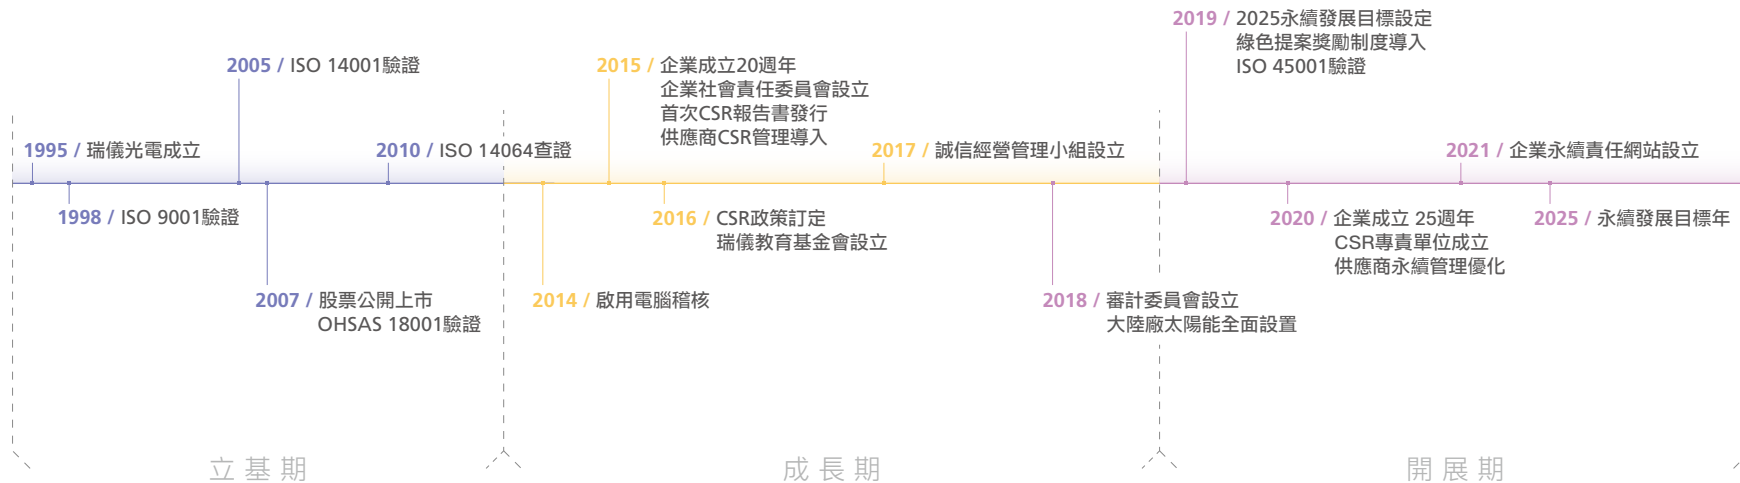 1995 / 瑞儀光電成立
1998 / ISO 9001驗證
2005 / ISO 14001驗證
2007 / 股票公開上市
OHSAS 18001驗證
2010 / ISO 14064查證
立基期
2014 / 啟用電腦稽核
2015 / 企業成立20週年
企業社會責任委員會設立
首次CSR報告書發行
供應商CSR管理導入
2016 / CSR政策訂定
瑞儀教育基金會設立
2017 / 誠信經營管理小組設立
2018 / 審計委員會設立
大陸廠太陽能全面設置
成長期
2019 / 2025永續發展目標設定
綠色提案獎勵制度導入
ISO 45001驗證
2020 / 企業成立 25週年
CSR專責單位成立
供應商永續管理優化
2021 / 企業永續責任網站設立
2025 / 永續發展目標年
開展期